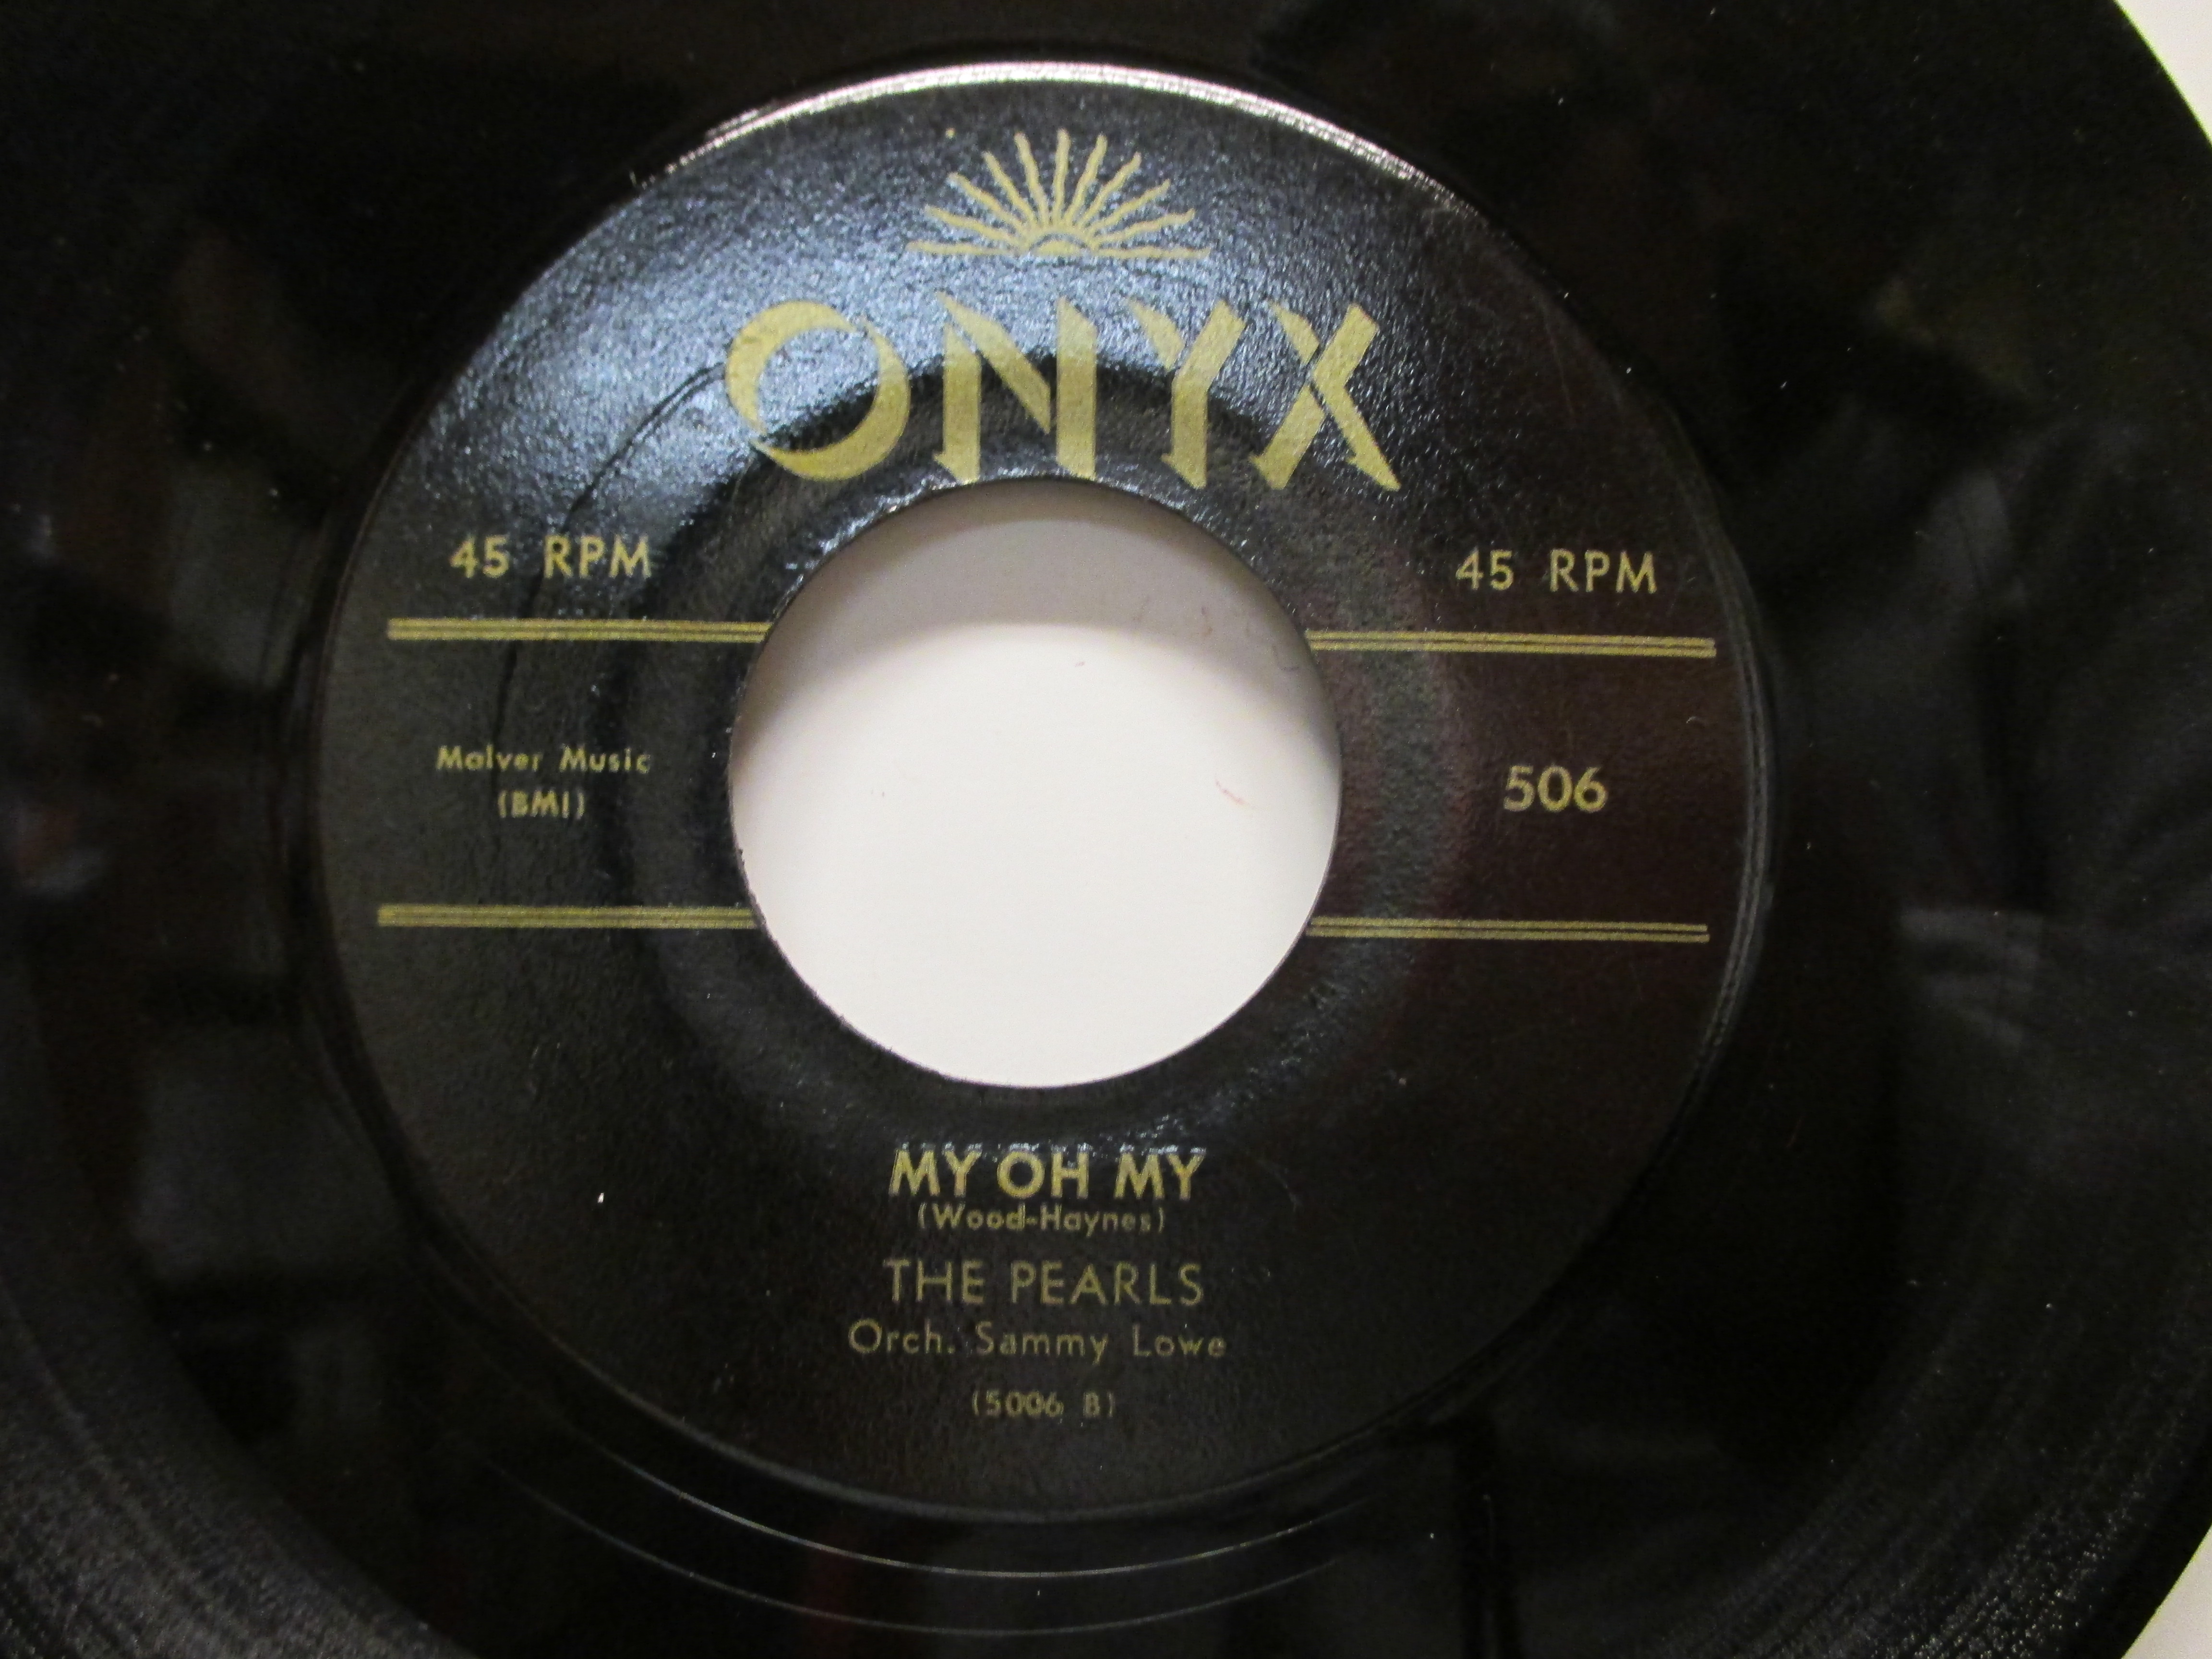 ONYX
45 RPM
45 RPM
Malver Music
(BMI)
506
MY OH MY
(Wood-Haynes)
THE PEARLS
Orch. Sammy Lowe
(5006 B)